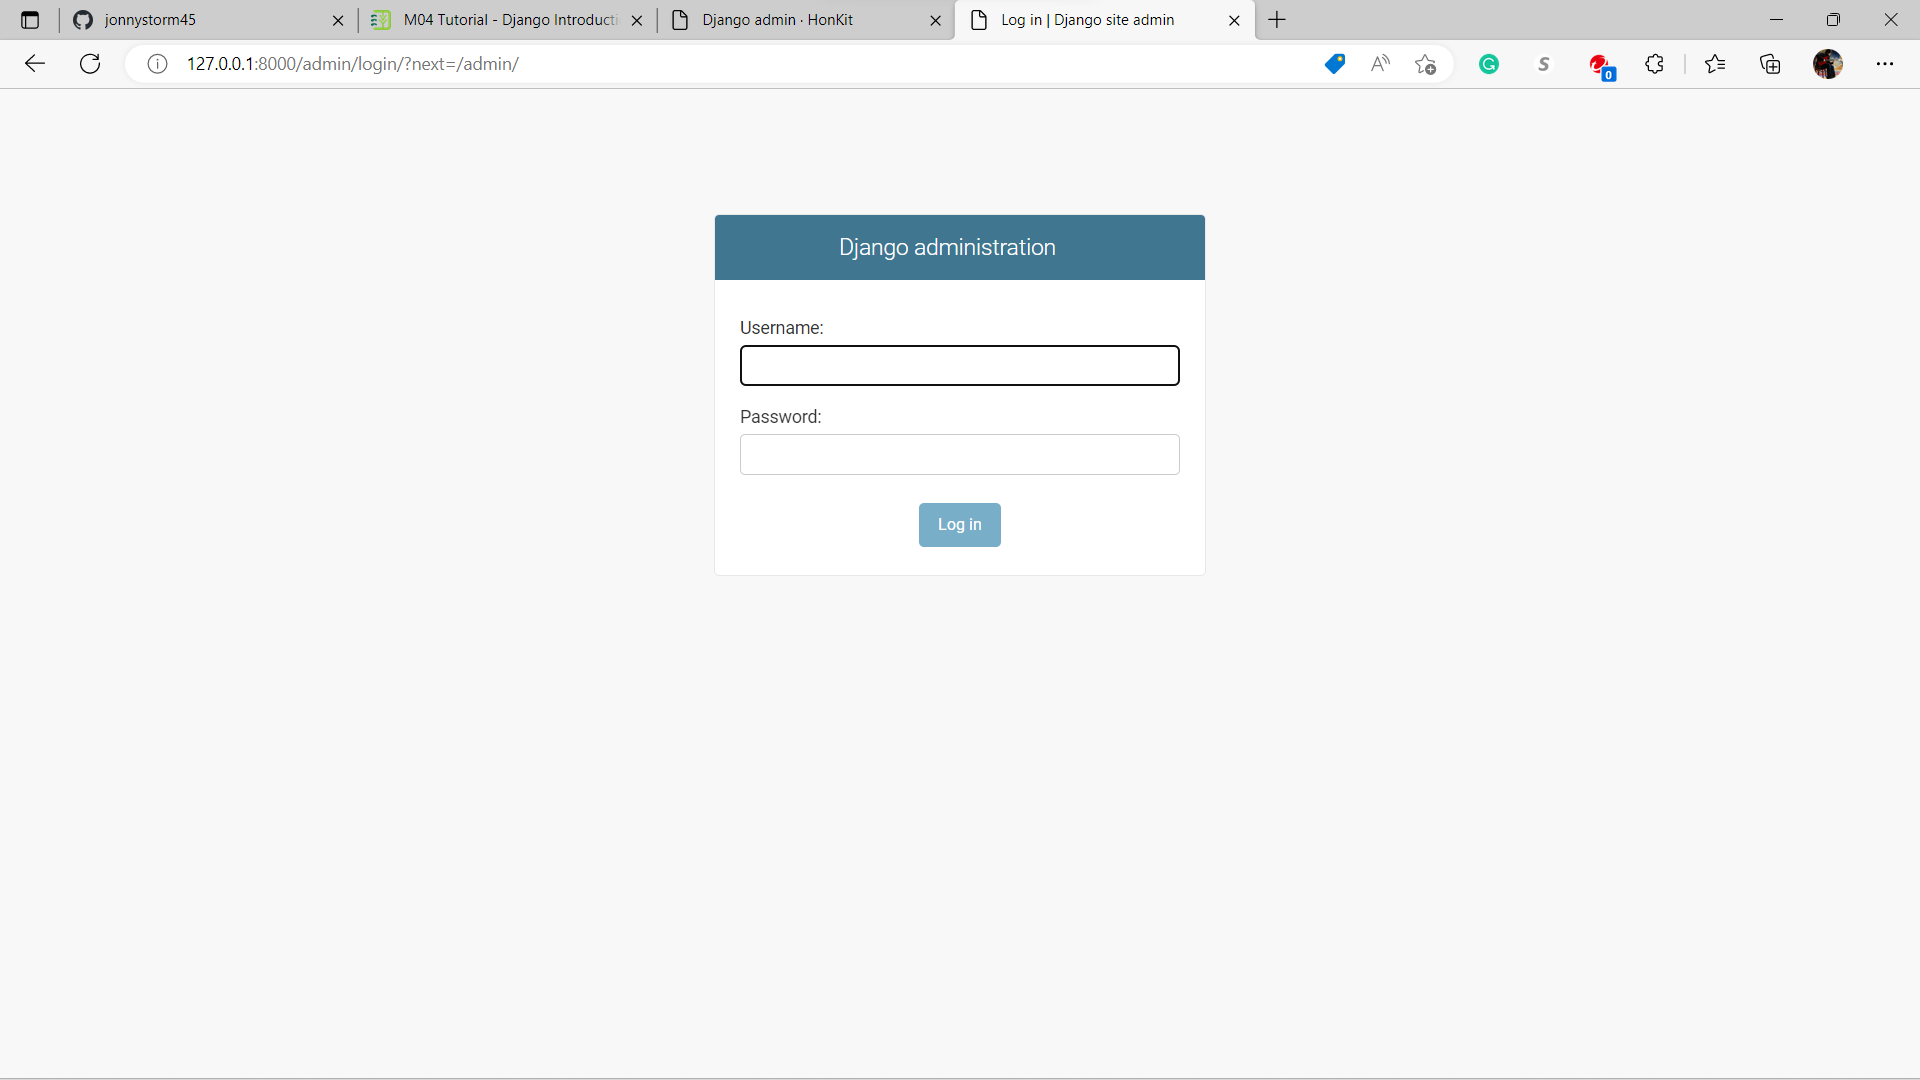 jonnystorm45
M04 Tutorial - Django Introducti
Django admin · HonKit
Log in | Django site admin
127.0.0.1:8000/admin/login/?next=/admin/
0
Django administration
Username:
Password:
Log in